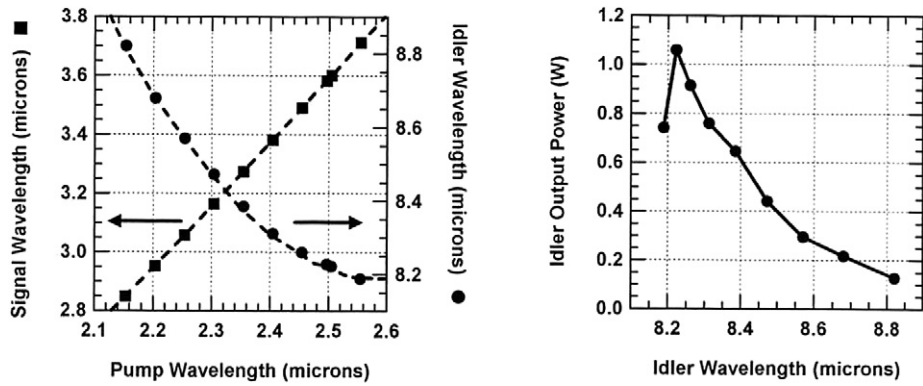 Signal Wavelength (microns)
3.8
3.6
3.4
3.2
3.0
2.8
2.1 2.2 2.3 2.4 2.5 2.6
Pump Wavelength (microns)
8.8
8.6
8.4
8.2
Idler Wavelength (microns)
Idler Output Power (W)
1.2
1.0
0.8
0.6
0.4
0.2
0.0
8.2 8.4 8.6 8.8
Idler Wavelength (microns)